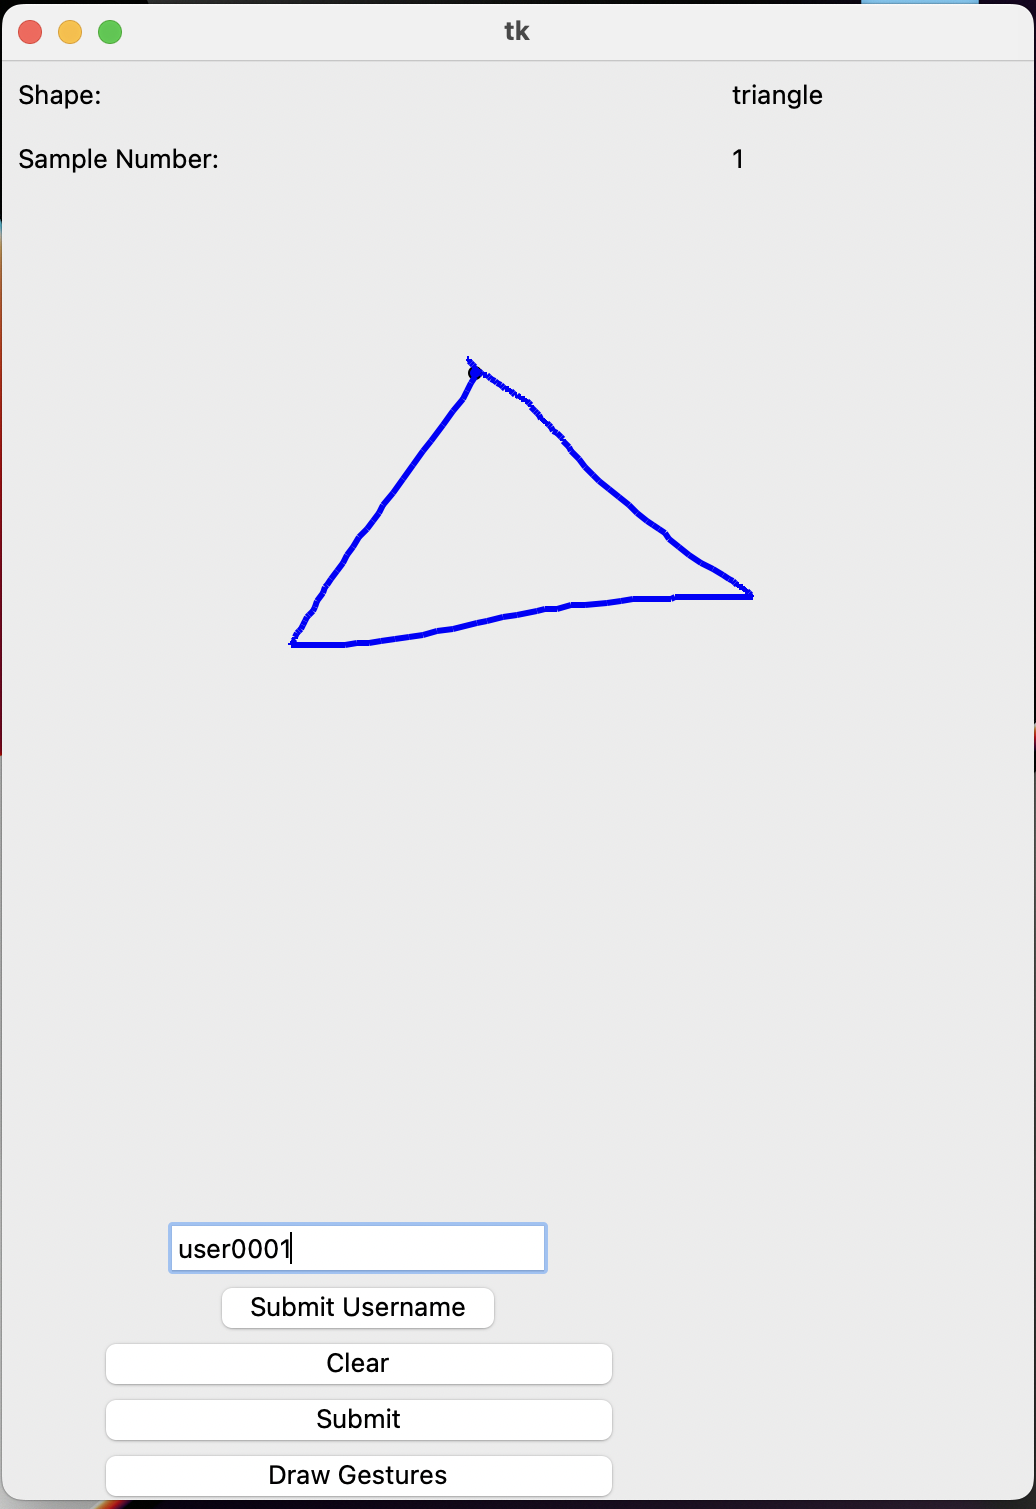 tk
Shape: triangle
Sample Number: 1
user0001
Submit Username
Clear
Submit
Draw Gestures